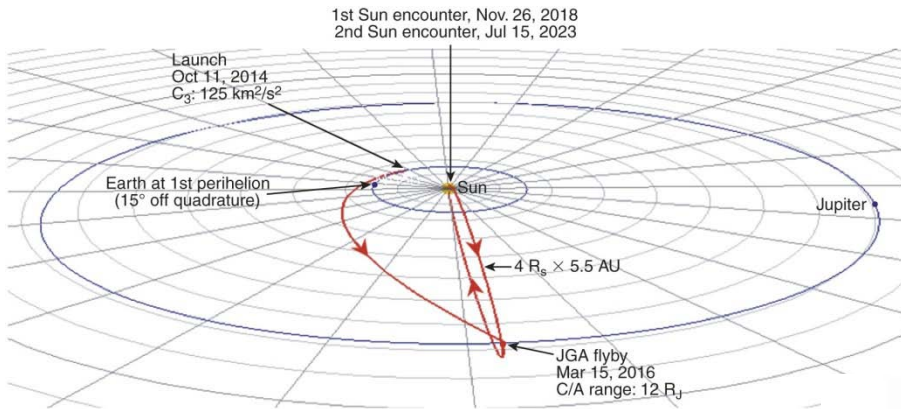 1st Sun encounter, Nov. 26, 2018
2nd Sun encounter, Jul 15, 2023
Launch
Oct 11, 2014
C₃: 125 km²/s²
Earth at 1st perihelion
(15° off quadrature)
Sun
Jupiter
4 Rₛ × 5.5 AU
JGA flyby
Mar 15, 2016
C/A range: 12 R_J